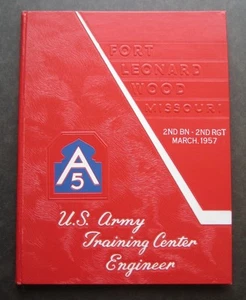 FORT
LEONARD
WOOD
MISSOURI
2ND BN - 2ND RGT
MARCH, 1957
A
5
U.S. Army
Training Center
Engineer